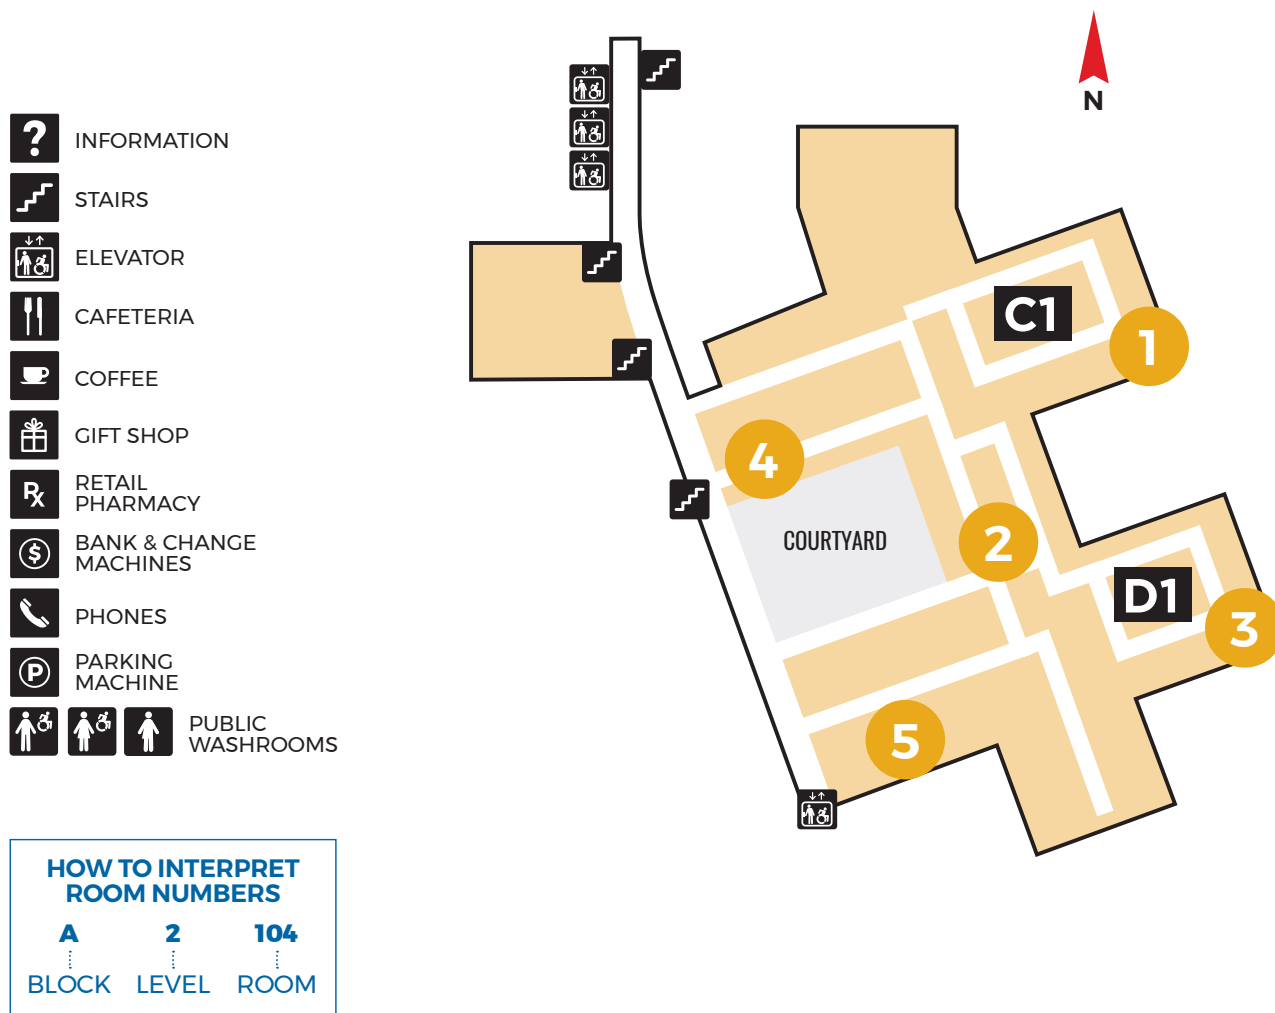 N
?
INFORMATION
STAIRS
ELEVATOR
CAFETERIA
COFFEE
GIFT SHOP
Rx
RETAIL
PHARMACY
$
BANK & CHANGE
MACHINES
PHONES
P
PARKING
MACHINE
PUBLIC
WASHROOMS
HOW TO INTERPRET
ROOM NUMBERS
A 2 104
BLOCK LEVEL ROOM
C1
1
4
COURTYARD
2
D1
3
5